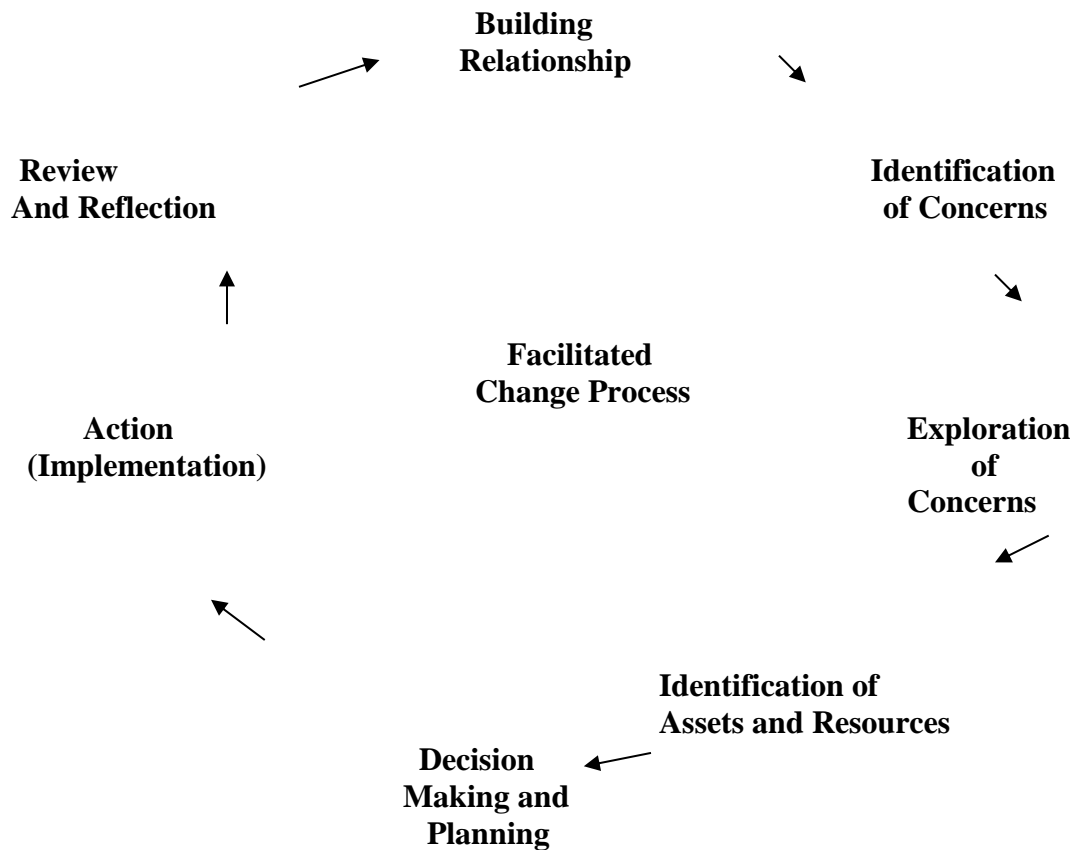 Building
Relationship
Review
And Reflection
Identification
of Concerns
Facilitated
Change Process
Action
(Implementation)
Exploration
of
Concerns
Identification of
Assets and Resources
Decision
Making and
Planning